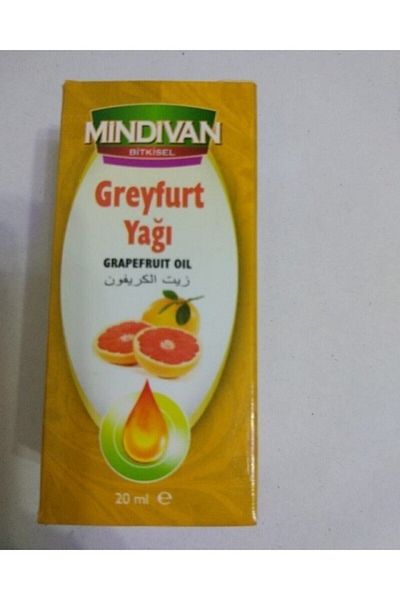 MINDIVAN
BİTKİSEL
Greyfurt
Yağı
GRAPEFRUIT OIL
زيت الكريفون
20 ml ℮